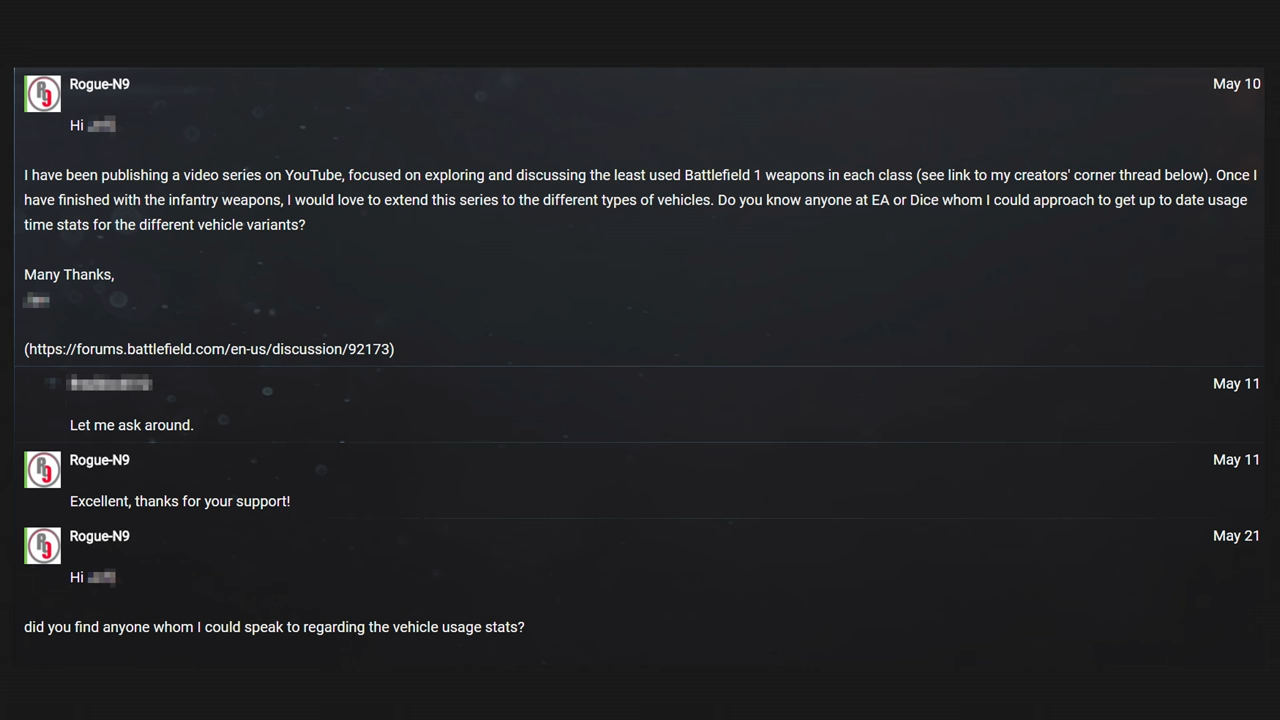 Rogue-N9
May 10
Hi
I have been publishing a video series on YouTube, focused on exploring and discussing the least used Battlefield 1 weapons in each class (see link to my creators' corner thread below). Once I
have finished with the infantry weapons, I would love to extend this series to the different types of vehicles. Do you know anyone at EA or Dice whom I could approach to get up to date usage
time stats for the different vehicle variants?
Many Thanks,
(https://forums.battlefield.com/en-us/discussion/92173)
May 11
Let me ask around.
R9
Rogue-N9
May 11
Excellent, thanks for your support!
R9
Rogue-N9
May 21
Hi
did you find anyone whom I could speak to regarding the vehicle usage stats?